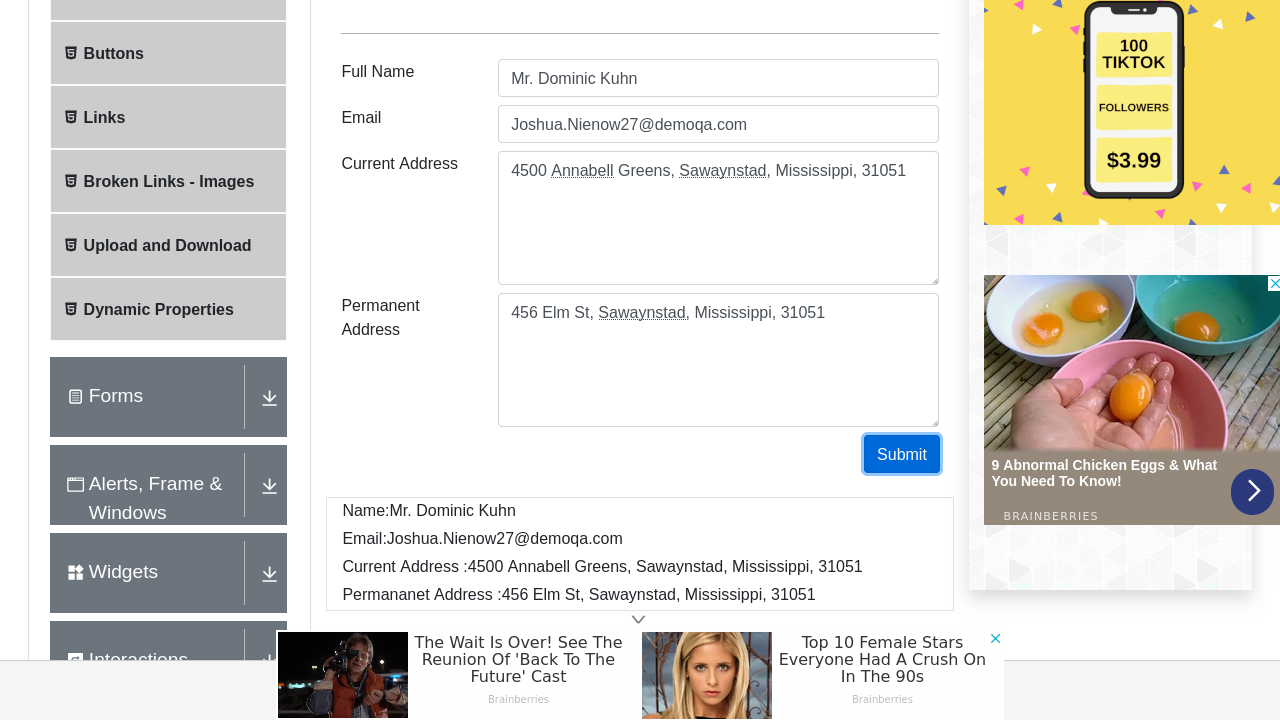 Buttons
Links
Broken Links - Images
Upload and Download
Dynamic Properties
Forms
Alerts, Frame &
Windows
Widgets
Interactions
Full Name
Mr. Dominic Kuhn
Email
Joshua.Nienow27@demoqa.com
Current Address
4500 Annabell Greens, Sawaynstad, Mississippi, 31051
Permanent
Address
456 Elm St, Sawaynstad, Mississippi, 31051
Submit
Name:Mr. Dominic Kuhn
Email:Joshua.Nienow27@demoqa.com
Current Address :4500 Annabell Greens, Sawaynstad, Mississippi, 31051
Permananet Address :456 Elm St, Sawaynstad, Mississippi, 31051
100
TIKTOK
FOLLOWERS
$3.99
9 Abnormal Chicken Eggs & What
You Need To Know!
BRAINBERRIES
The Wait Is Over! See The
Reunion Of 'Back To The
Future' Cast
Brainberries
Top 10 Female Stars
Everyone Had A Crush On
In The 90s
Brainberries